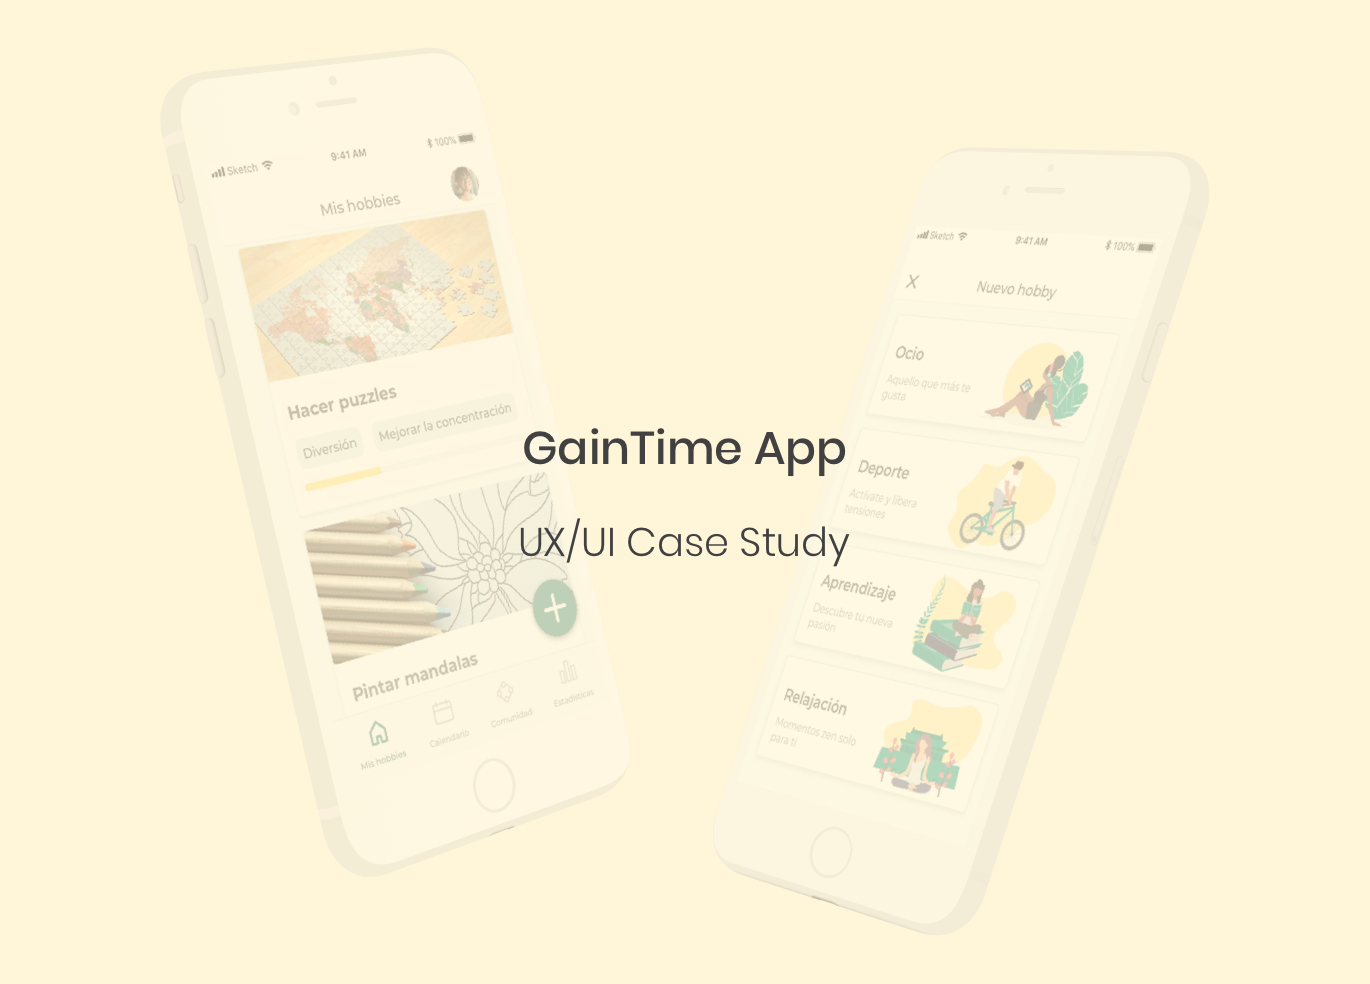 Sketch
9:41 AM
100%
Mis hobbies
Hacer puzzles
Diversión
Mejorar la concentración
Pintar mandalas
Mis hobbies
Calendario
Comunidad
Estadísticas
GainTime App
UX/UI Case Study
Sketch
9:41 AM
100%
X
Nuevo hobby
Ocio
Aquello que más te
gusta
Deporte
Actívate y libera
tensiones
Aprendizaje
Descubre tu nueva
pasión
Relajación
Momentos zen solo
para ti